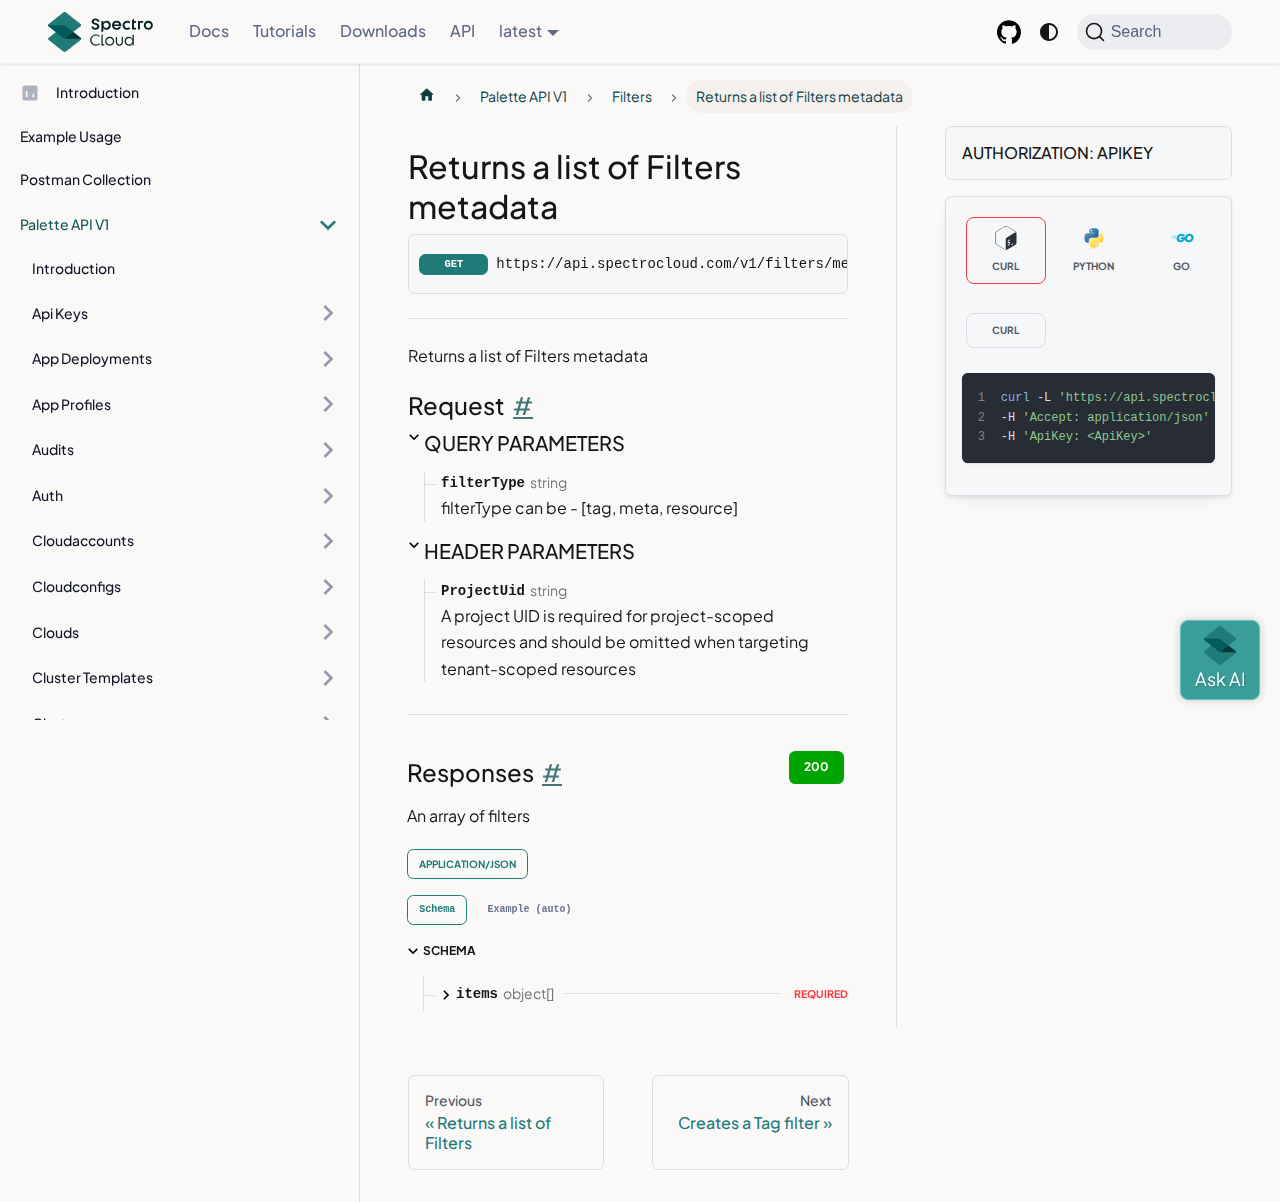 Spectro
Cloud
Docs
Tutorials
Downloads
API
latest
Search
Introduction
Example Usage
Postman Collection
Palette API V1
Introduction
Api Keys
App Deployments
App Profiles
Audits
Auth
Cloudaccounts
Cloudconfigs
Clouds
Cluster Templates
Palette API V1
Filters
Returns a list of Filters metadata
Returns a list of Filters
metadata
GET https://api.spectrocloud.com/v1/filters/me
Returns a list of Filters metadata
Request #
QUERY PARAMETERS
filterType string
filterType can be - [tag, meta, resource]
HEADER PARAMETERS
ProjectUid string
A project UID is required for project-scoped
resources and should be omitted when targeting
tenant-scoped resources
Responses #
200
An array of filters
APPLICATION/JSON
Schema
Example (auto)
SCHEMA
items object[]
REQUIRED
Previous
« Returns a list of
Filters
Next
Creates a Tag filter »
AUTHORIZATION: APIKEY
CURL
PYTHON
GO
CURL
1 curl -L 'https://api.spectrocl
2 -H 'Accept: application/json'
3 -H 'ApiKey: <ApiKey>'
Ask AI